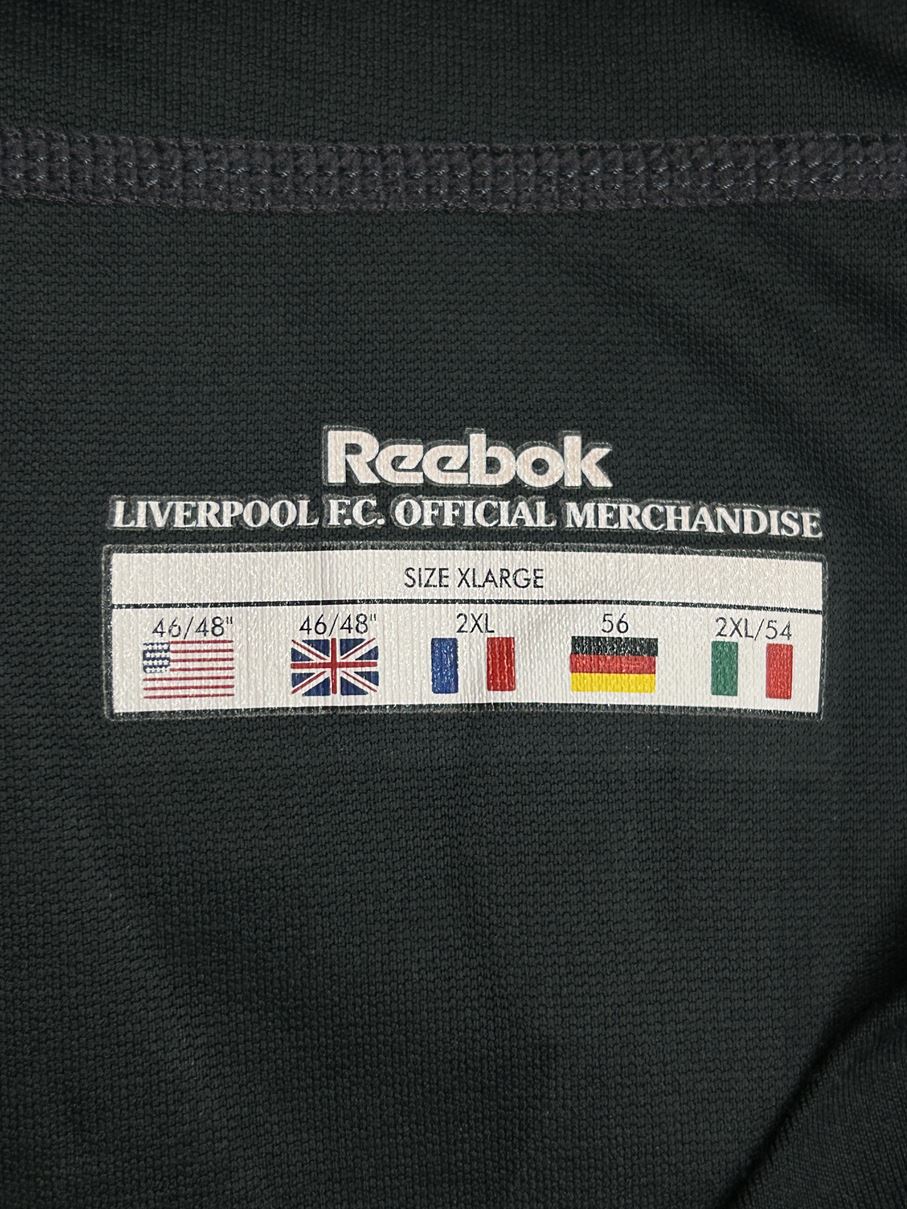 Reebok
LIVERPOOL F.C. OFFICIAL MERCHANDISE
SIZE XLARGE
46/48" 46/48" 2XL 56 2XL/54